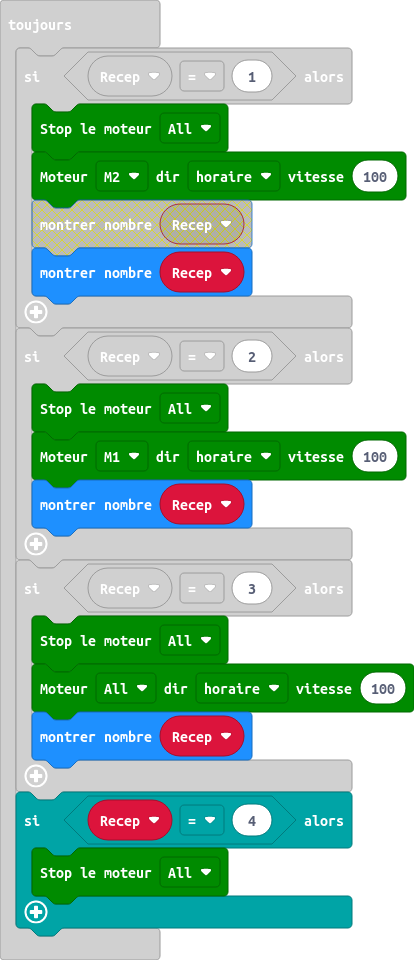 toujours
si Recep = 1 alors
Stop le moteur All
Moteur M2 dir horaire vitesse 100
montrer nombre Recep
montrer nombre Recep
si Recep = 2 alors
Stop le moteur All
Moteur M1 dir horaire vitesse 100
montrer nombre Recep
si Recep = 3 alors
Stop le moteur All
Moteur All dir horaire vitesse 100
montrer nombre Recep
si Recep = 4 alors
Stop le moteur All